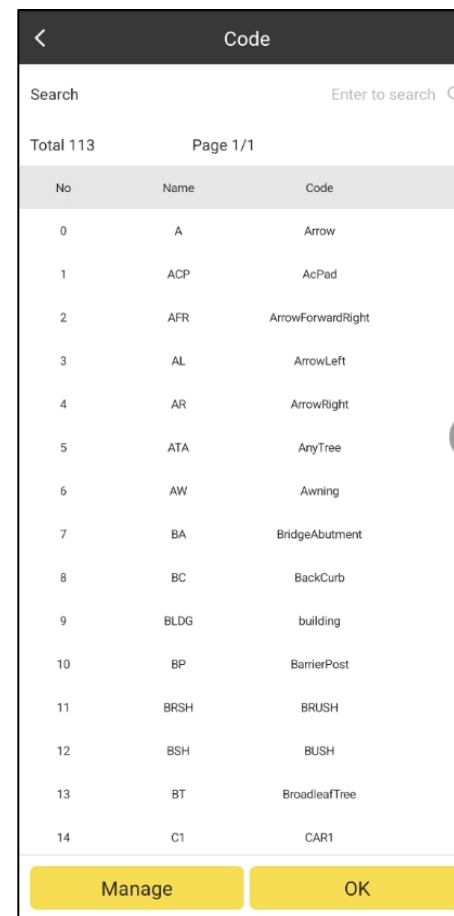 Code
Search Enter to search
Total 113 Page 1/1
No Name Code
0 A Arrow
1 ACP AcPad
2 AFR ArrowForwardRight
3 AL ArrowLeft
4 AR ArrowRight
5 ATA AnyTree
6 AW Awning
7 BA BridgeAbutment
8 BC BackCurb
9 BLDG building
10 BP BarrierPost
11 BRSH BRUSH
12 BSH BUSH
13 BT BroadleafTree
14 C1 CAR1
Manage OK